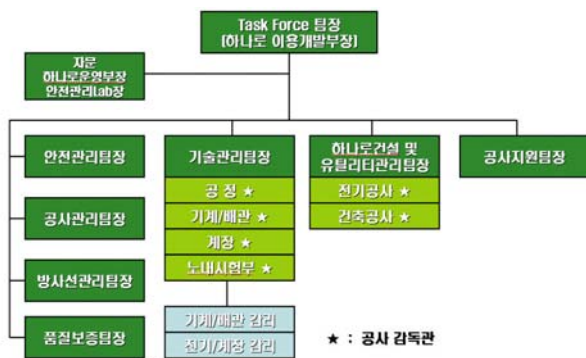 Task Force 팀장
(하나로 이용개발부장)
자문
하나로운영부장
안전관리lab장
안전관리팀장
기술관리팀장
하나로건설 및
유틸리티관리팀장
공사지원팀장
공 정 ★
전기공사 ★
기계/배관 ★
건축공사 ★
공사관리팀장
계장 ★
노내시험부 ★
방사선관리팀장
기계/배관 감리
품질보증팀장
전기/계장 감리
★ : 공사 감독관